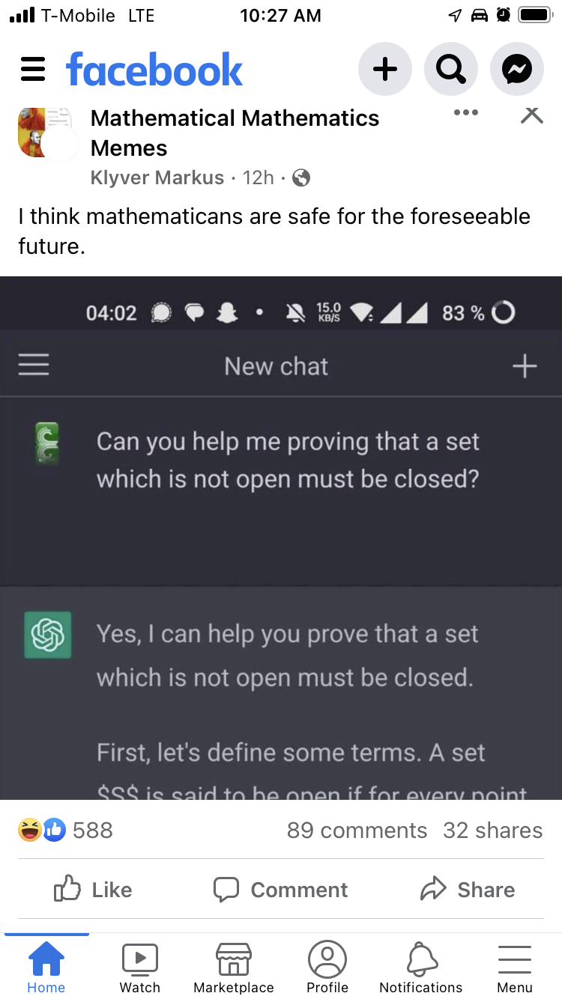 T-Mobile LTE 10:27 AM
facebook
Mathematical Mathematics
Memes
Klyver Markus · 12h ·
I think mathematicans are safe for the foreseeable
future.
04:02 15.0 KB/S 83 %
New chat
Can you help me proving that a set
which is not open must be closed?
Yes, I can help you prove that a set
which is not open must be closed.
First, let's define some terms. A set
$S$ is said to be open if for every point
588 89 comments 32 shares
Like Comment Share
Home Watch Marketplace Profile Notifications Menu